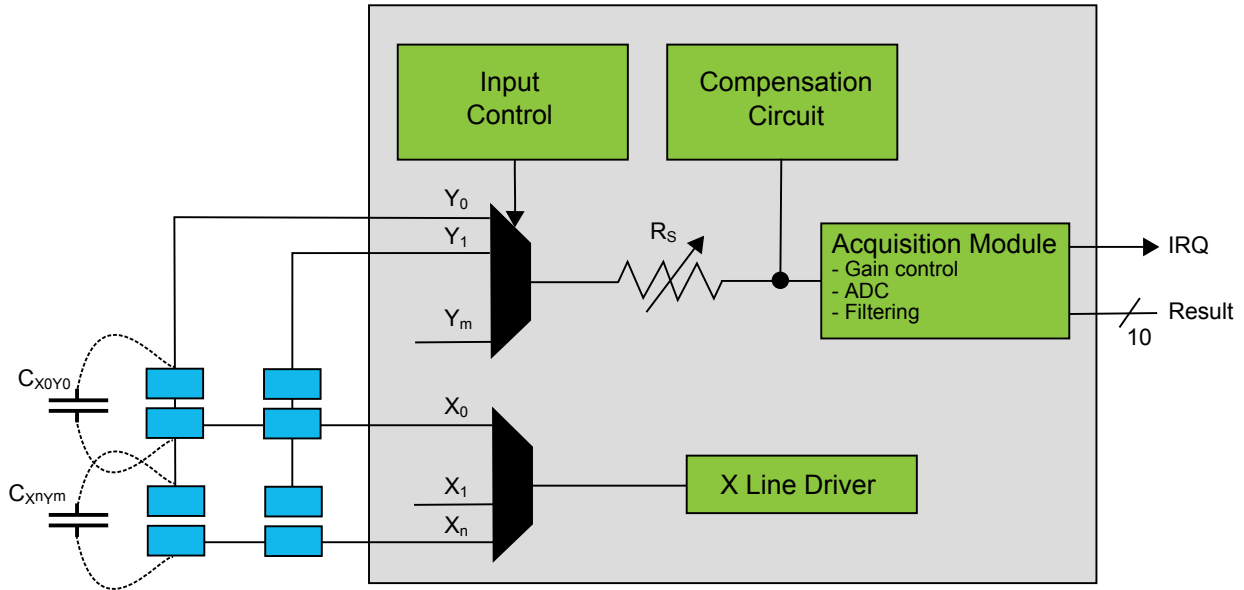 Input
Control
Compensation
Circuit
Y0
Y1
RS
Acquisition Module
- Gain control
- ADC
- Filtering
IRQ
Result
10
Ym
CX0Y0
X0
CXnYm
X1
Xn
X Line Driver